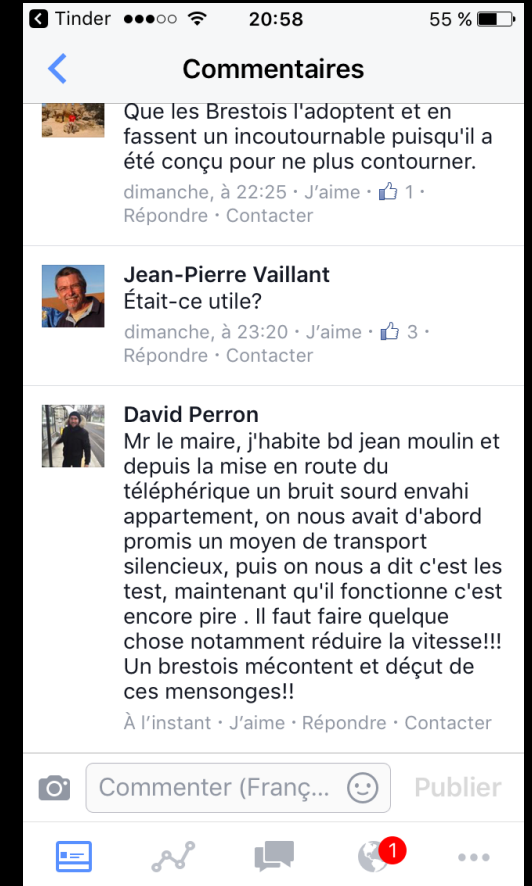 Tinder 20:58 55 %
Commentaires
Que les Brestois l'adoptent et en
fassent un incoutournable puisqu'il a
été conçu pour ne plus contourner.
dimanche, à 22:25 · J'aime · 1 ·
Répondre · Contacter
Jean-Pierre Vaillant
Était-ce utile?
dimanche, à 23:20 · J'aime · 3 ·
Répondre · Contacter
David Perron
Mr le maire, j'habite bd jean moulin et
depuis la mise en route du
téléphérique un bruit sourd envahi
appartement, on nous avait d'abord
promis un moyen de transport
silencieux, puis on nous a dit c'est les
test, maintenant qu'il fonctionne c'est
encore pire . Il faut faire quelque
chose notamment réduire la vitesse!!!
Un brestois mécontent et déçut de
ces mensonges!!
À l'instant · J'aime · Répondre · Contacter
Commenter (Franç... Publier
1